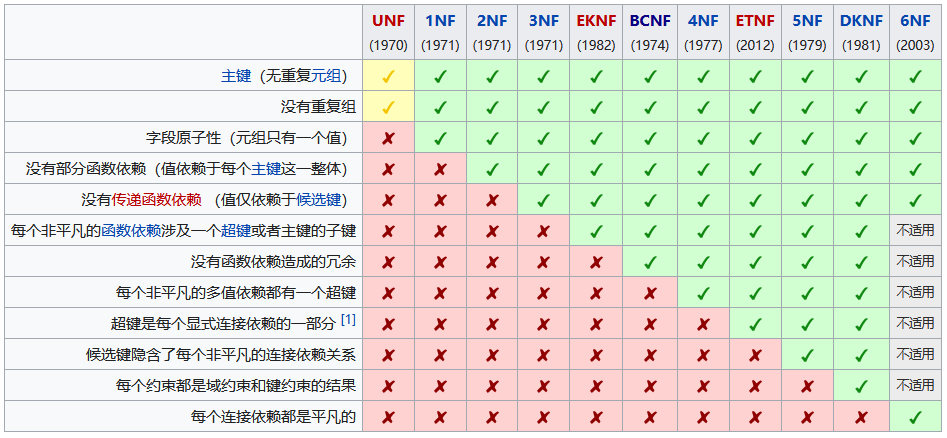 UNF 1NF 2NF 3NF EKNF BCNF 4NF ETNF 5NF DKNF 6NF
(1970) (1971) (1971) (1971) (1982) (1974) (1977) (2012) (1979) (1981) (2003)
主键（无重复元组） ✓ ✓ ✓ ✓ ✓ ✓ ✓ ✓ ✓ ✓ ✓
没有重复组 ✓ ✓ ✓ ✓ ✓ ✓ ✓ ✓ ✓ ✓ ✓
字段原子性（元组只有一个值） ✘ ✓ ✓ ✓ ✓ ✓ ✓ ✓ ✓ ✓ ✓
没有部分函数依赖（值依赖于每个主键这一整体） ✘ ✘ ✓ ✓ ✓ ✓ ✓ ✓ ✓ ✓ ✓
没有传递函数依赖 （值仅依赖于候选键） ✘ ✘ ✘ ✓ ✓ ✓ ✓ ✓ ✓ ✓ ✓
每个非平凡的函数依赖涉及一个超键或者主键的子键 ✘ ✘ ✘ ✘ ✓ ✓ ✓ ✓ ✓ ✓ 不适用
没有函数依赖造成的冗余 ✘ ✘ ✘ ✘ ✘ ✓ ✓ ✓ ✓ ✓ 不适用
每个非平凡的多值依赖都有一个超键 ✘ ✘ ✘ ✘ ✘ ✘ ✓ ✓ ✓ ✓ 不适用
超键是每个显式连接依赖的一部分 [1] ✘ ✘ ✘ ✘ ✘ ✘ ✘ ✓ ✓ ✓ 不适用
候选键隐含了每个非平凡的连接依赖关系 ✘ ✘ ✘ ✘ ✘ ✘ ✘ ✘ ✓ ✓ 不适用
每个约束都是域约束和键约束的结果 ✘ ✘ ✘ ✘ ✘ ✘ ✘ ✘ ✘ ✓ 不适用
每个连接依赖都是平凡的 ✘ ✘ ✘ ✘ ✘ ✘ ✘ ✘ ✘ ✘ ✓